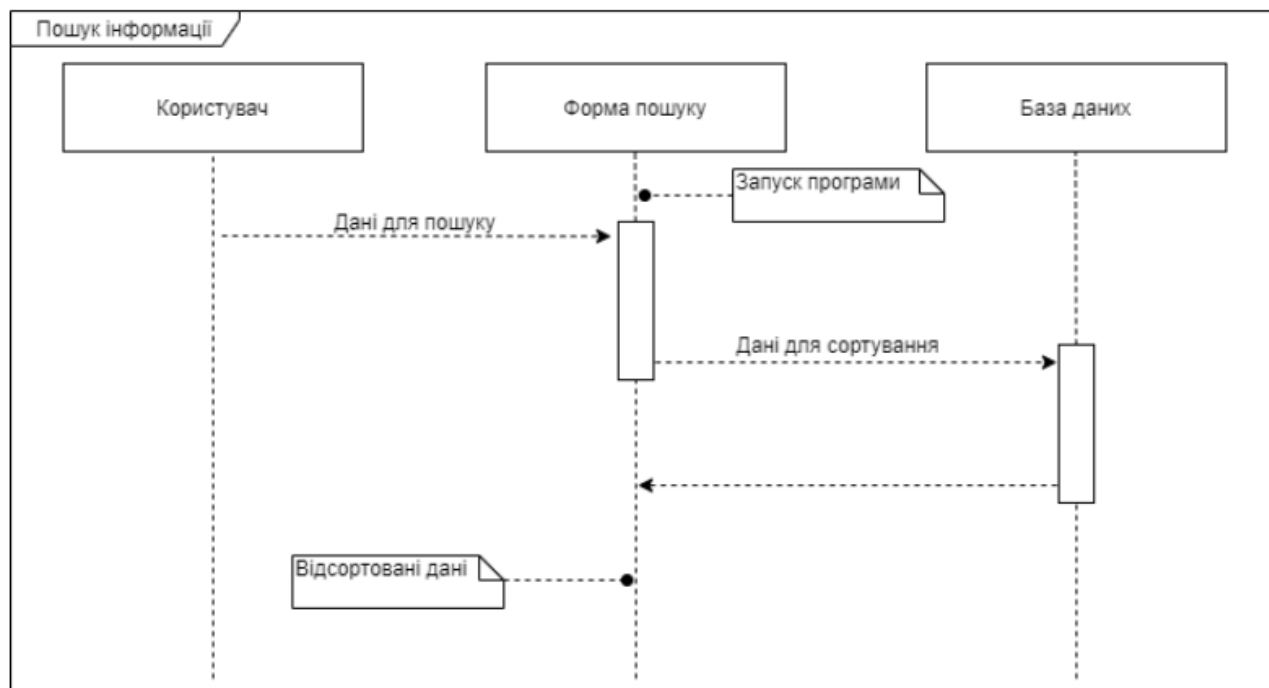 Пошук інформації
Користувач
Форма пошуку
База даних
Запуск програми
Дані для пошуку
Дані для сортування
Відсортовані дані